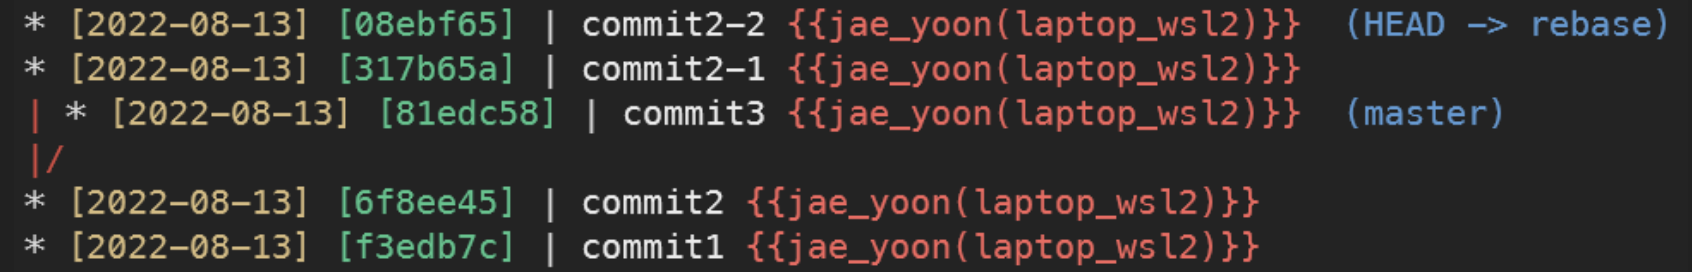 * [2022-08-13] [08ebf65] | commit2-2 {{jae_yoon(laptop_wsl2)}}  (HEAD -> rebase)
* [2022-08-13] [317b65a] | commit2-1 {{jae_yoon(laptop_wsl2)}}
| * [2022-08-13] [81edc58] | commit3 {{jae_yoon(laptop_wsl2)}}  (master)
|/
* [2022-08-13] [6f8ee45] | commit2 {{jae_yoon(laptop_wsl2)}}
* [2022-08-13] [f3edb7c] | commit1 {{jae_yoon(laptop_wsl2)}}